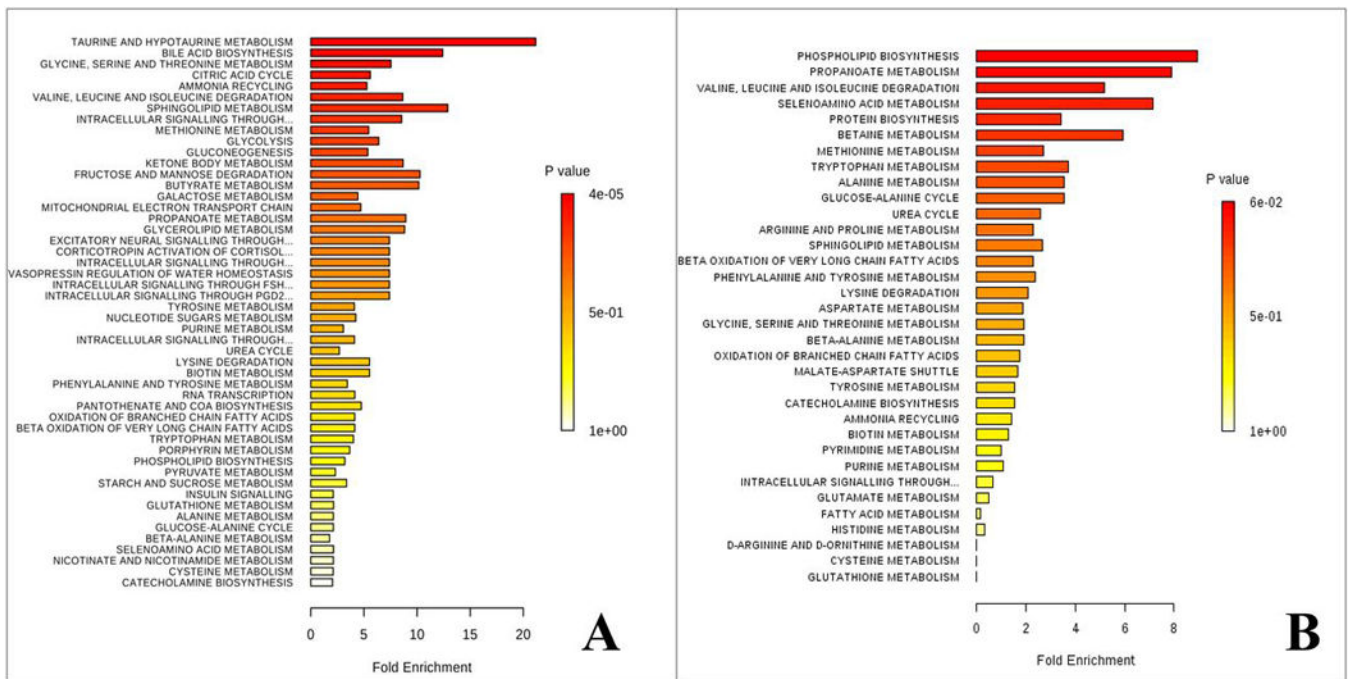 TAURINE AND HYPOTAURINE METABOLISM
BILE ACID BIOSYNTHESIS
GLYCINE, SERINE AND THREONINE METABOLISM
CITRIC ACID CYCLE
AMMONIA RECYCLING
VALINE, LEUCINE AND ISOLEUCINE DEGRADATION
SPHINGOLIPID METABOLISM
INTRACELLULAR SIGNALLING THROUGH...
METHIONINE METABOLISM
GLYCOLYSIS
GLUCONEOGENESIS
KETONE BODY METABOLISM
FRUCTOSE AND MANNOSE DEGRADATION
BUTYRATE METABOLISM
GALACTOSE METABOLISM
MITOCHONDRIAL ELECTRON TRANSPORT CHAIN
PROPANOATE METABOLISM
GLYCEROLIPID METABOLISM
EXCITATORY NEURAL SIGNALLING THROUGH...
CORTICOTROPIN ACTIVATION OF CORTISOL...
INTRACELLULAR SIGNALLING THROUGH...
VASOPRESSIN REGULATION OF WATER HOMEOSTASIS
INTRACELLULAR SIGNALLING THROUGH FSH...
INTRACELLULAR SIGNALLING THROUGH PGD2...
TYROSINE METABOLISM
NUCLEOTIDE SUGARS METABOLISM
PURINE METABOLISM
INTRACELLULAR SIGNALLING THROUGH...
UREA CYCLE
LYSINE DEGRADATION
BIOTIN METABOLISM
PHENYLALANINE AND TYROSINE METABOLISM
RNA TRANSCRIPTION
PANTOTHENATE AND COA BIOSYNTHESIS
OXIDATION OF BRANCHED CHAIN FATTY ACIDS
BETA OXIDATION OF VERY LONG CHAIN FATTY ACIDS
TRYPTOPHAN METABOLISM
PORPHYRIN METABOLISM
PHOSPHOLIPID BIOSYNTHESIS
PYRUVATE METABOLISM
STARCH AND SUCROSE METABOLISM
INSULIN SIGNALLING
GLUTATHIONE METABOLISM
ALANINE METABOLISM
GLUCOSE-ALANINE CYCLE
BETA-ALANINE METABOLISM
SELENOAMINO ACID METABOLISM
NICOTINATE AND NICOTINAMIDE METABOLISM
CYSTEINE METABOLISM
CATECHOLAMINE BIOSYNTHESIS
0 5 10 15 20
Fold Enrichment
P value
4e-05
5e-01
1e+00
A
PHOSPHOLIPID BIOSYNTHESIS
PROPANOATE METABOLISM
VALINE, LEUCINE AND ISOLEUCINE DEGRADATION
SELENOAMINO ACID METABOLISM
PROTEIN BIOSYNTHESIS
BETAINE METABOLISM
METHIONINE METABOLISM
TRYPTOPHAN METABOLISM
ALANINE METABOLISM
GLUCOSE-ALANINE CYCLE
UREA CYCLE
ARGININE AND PROLINE METABOLISM
SPHINGOLIPID METABOLISM
BETA OXIDATION OF VERY LONG CHAIN FATTY ACIDS
PHENYLALANINE AND TYROSINE METABOLISM
LYSINE DEGRADATION
ASPARTATE METABOLISM
GLYCINE, SERINE AND THREONINE METABOLISM
BETA-ALANINE METABOLISM
OXIDATION OF BRANCHED CHAIN FATTY ACIDS
MALATE-ASPARTATE SHUTTLE
TYROSINE METABOLISM
CATECHOLAMINE BIOSYNTHESIS
AMMONIA RECYCLING
BIOTIN METABOLISM
PYRIMIDINE METABOLISM
PURINE METABOLISM
INTRACELLULAR SIGNALLING THROUGH...
GLUTAMATE METABOLISM
FATTY ACID METABOLISM
HISTIDINE METABOLISM
D-ARGININE AND D-ORNITHINE METABOLISM
CYSTEINE METABOLISM
GLUTATHIONE METABOLISM
0 2 4 6 8
Fold Enrichment
P value
6e-02
5e-01
1e+00
B